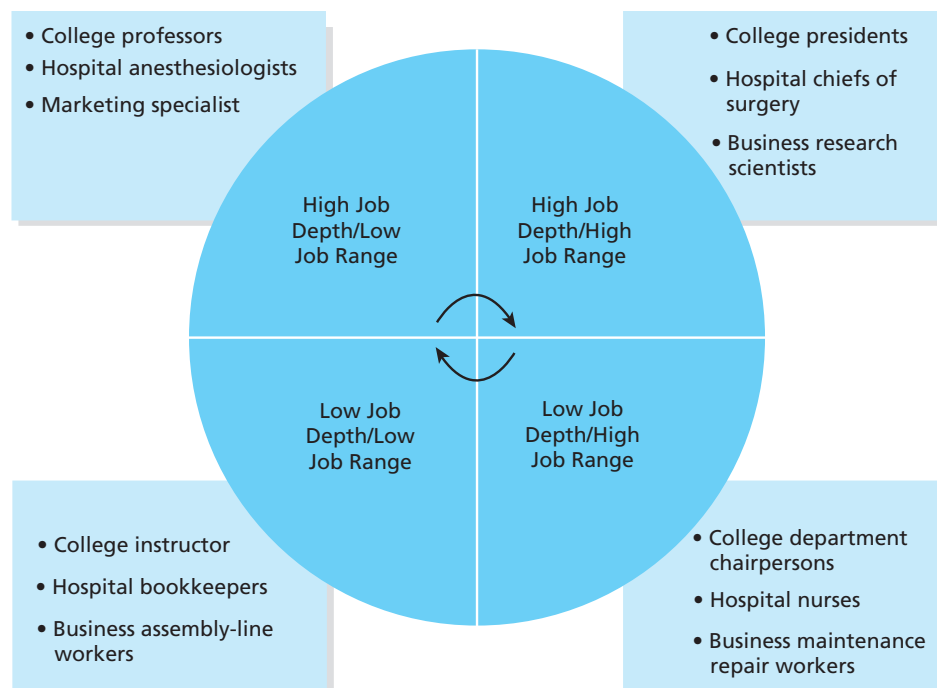 • College professors
• Hospital anesthesiologists
• Marketing specialist
• College presidents
• Hospital chiefs of
surgery
• Business research
scientists
High Job
Depth/Low
Job Range
High Job
Depth/High
Job Range
Low Job
Depth/Low
Job Range
Low Job
Depth/High
Job Range
• College instructor
• Hospital bookkeepers
• Business assembly-line
workers
• College department
chairpersons
• Hospital nurses
• Business maintenance
repair workers